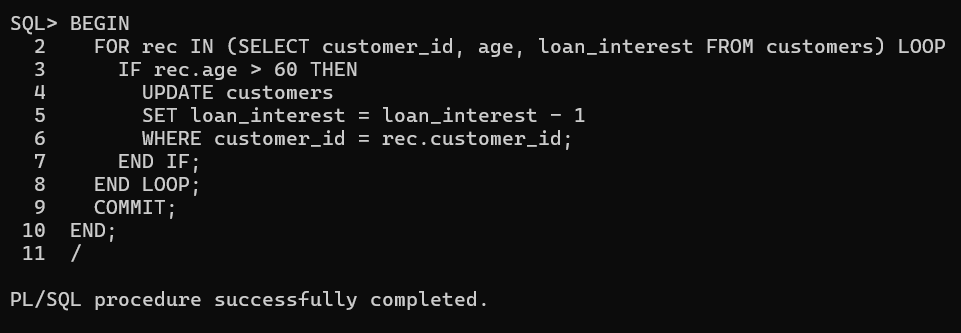 SQL> BEGIN
  2    FOR rec IN (SELECT customer_id, age, loan_interest FROM customers) LOOP
  3      IF rec.age > 60 THEN
  4        UPDATE customers
  5        SET loan_interest = loan_interest - 1
  6        WHERE customer_id = rec.customer_id;
  7      END IF;
  8    END LOOP;
  9    COMMIT;
 10  END;
 11  /

PL/SQL procedure successfully completed.